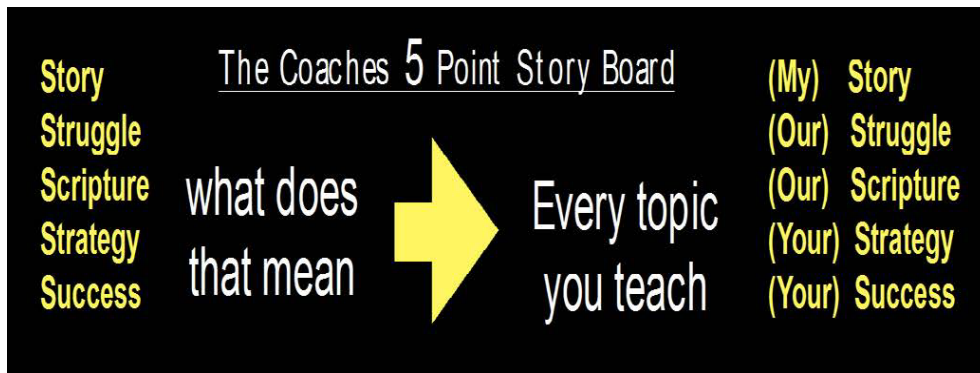 The Coaches 5 Point Story Board
Story
Struggle
Scripture
Strategy
Success
what does
that mean
Every topic
you teach
(My) Story
(Our) Struggle
(Our) Scripture
(Your) Strategy
(Your) Success